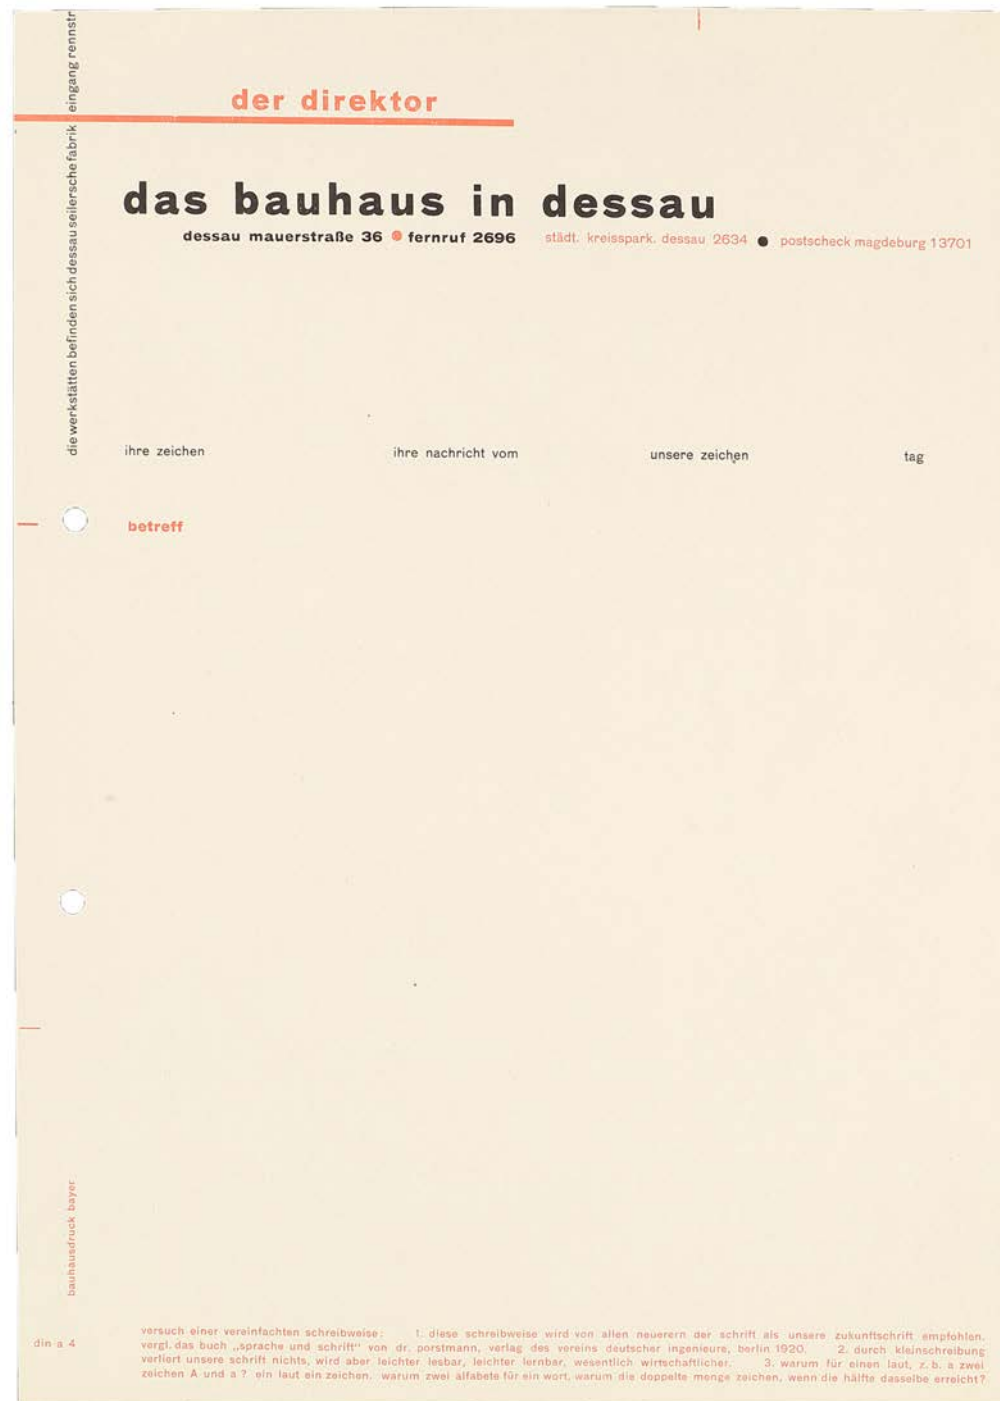 die werkstätten befinden sich dessau seilersche fabrik eingang rennstr
der direktor
das bauhaus in dessau
dessau mauerstraße 36 ● fernruf 2696 städt. kreisspark. dessau 2634 ● postscheck magdeburg 13701
ihre zeichen ihre nachricht vom unsere zeichen tag
betreff
bauhausdruck bayer
din a 4
versuch einer vereinfachten schreibweise: 1. diese schreibweise wird von allen neuerern der schrift als unsere zukunftschrift empfohlen.
vergl. das buch „sprache und schrift“ von dr. porstmann, verlag des vereins deutscher ingenieure, berlin 1920. 2. durch kleinschreibung
verliert unsere schrift nichts, wird aber leichter lesbar, leichter lernbar, wesentlich wirtschaftlicher. 3. warum für einen laut, z. b. a zwei
zeichen A und a ? ein laut ein zeichen. warum zwei alfabete für ein wort, warum die doppelte menge zeichen, wenn die hälfte dasselbe erreicht?